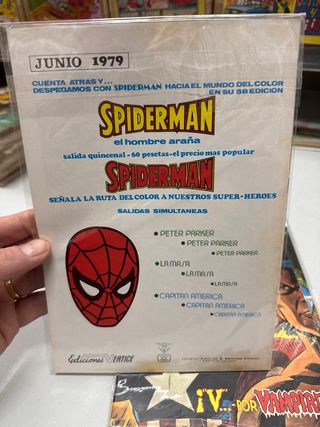 JUNIO 1979
CUENTA ATRAS Y...
DESPEGAMOS CON SPIDERMAN HACIA EL MUNDO DEL COLOR
EN SU 5ª EDICION
SPIDERMAN
el hombre araña
salida quincenal - 60 pesetas - el precio mas popular
SPIDERMAN
SEÑALA LA RUTA DEL COLOR A NUESTROS SUPER-HEROES
SALIDAS SIMULTANEAS
• PETER PARKER
• PETER PARKER
• PETER PARKER
• LA MASA
• LA MASA
• LA MASA
• CAPITAN AMERICA
• CAPITAN AMERICA
• CAPITAN AMERICA
Ediciones VERTICE
¡V
POR VAMPIRE